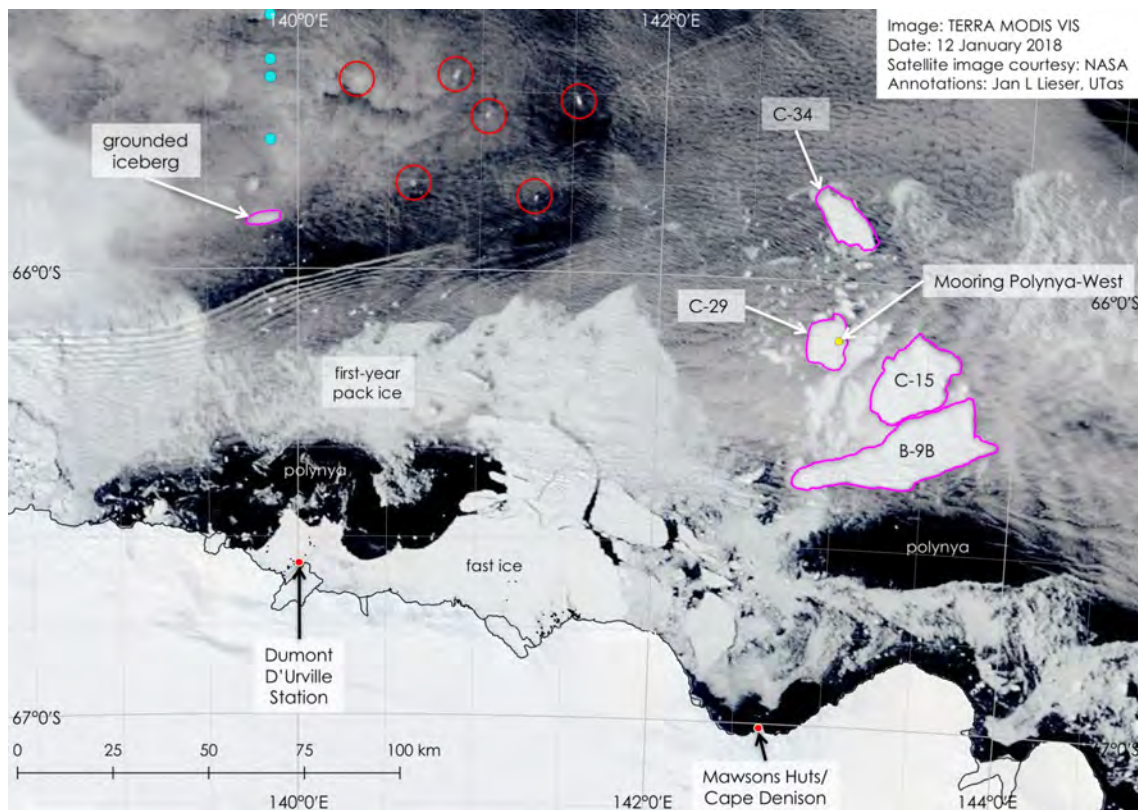 140°0'E
142°0'E
Image: TERRA MODIS VIS
Date: 12 January 2018
Satellite image courtesy: NASA
Annotations: Jan L Lieser, UTas
C-34
grounded
iceberg
66°0'S
Mooring Polynya-West
66°0'S
C-29
first-year
pack ice
C-15
B-9B
polynya
polynya
fast ice
Dumont
D'Urville
Station
67°0'S
67°0'S
0 25 50 75 100 km
Mawsons Huts/
Cape Denison
140°0'E
142°0'E
144°0'E